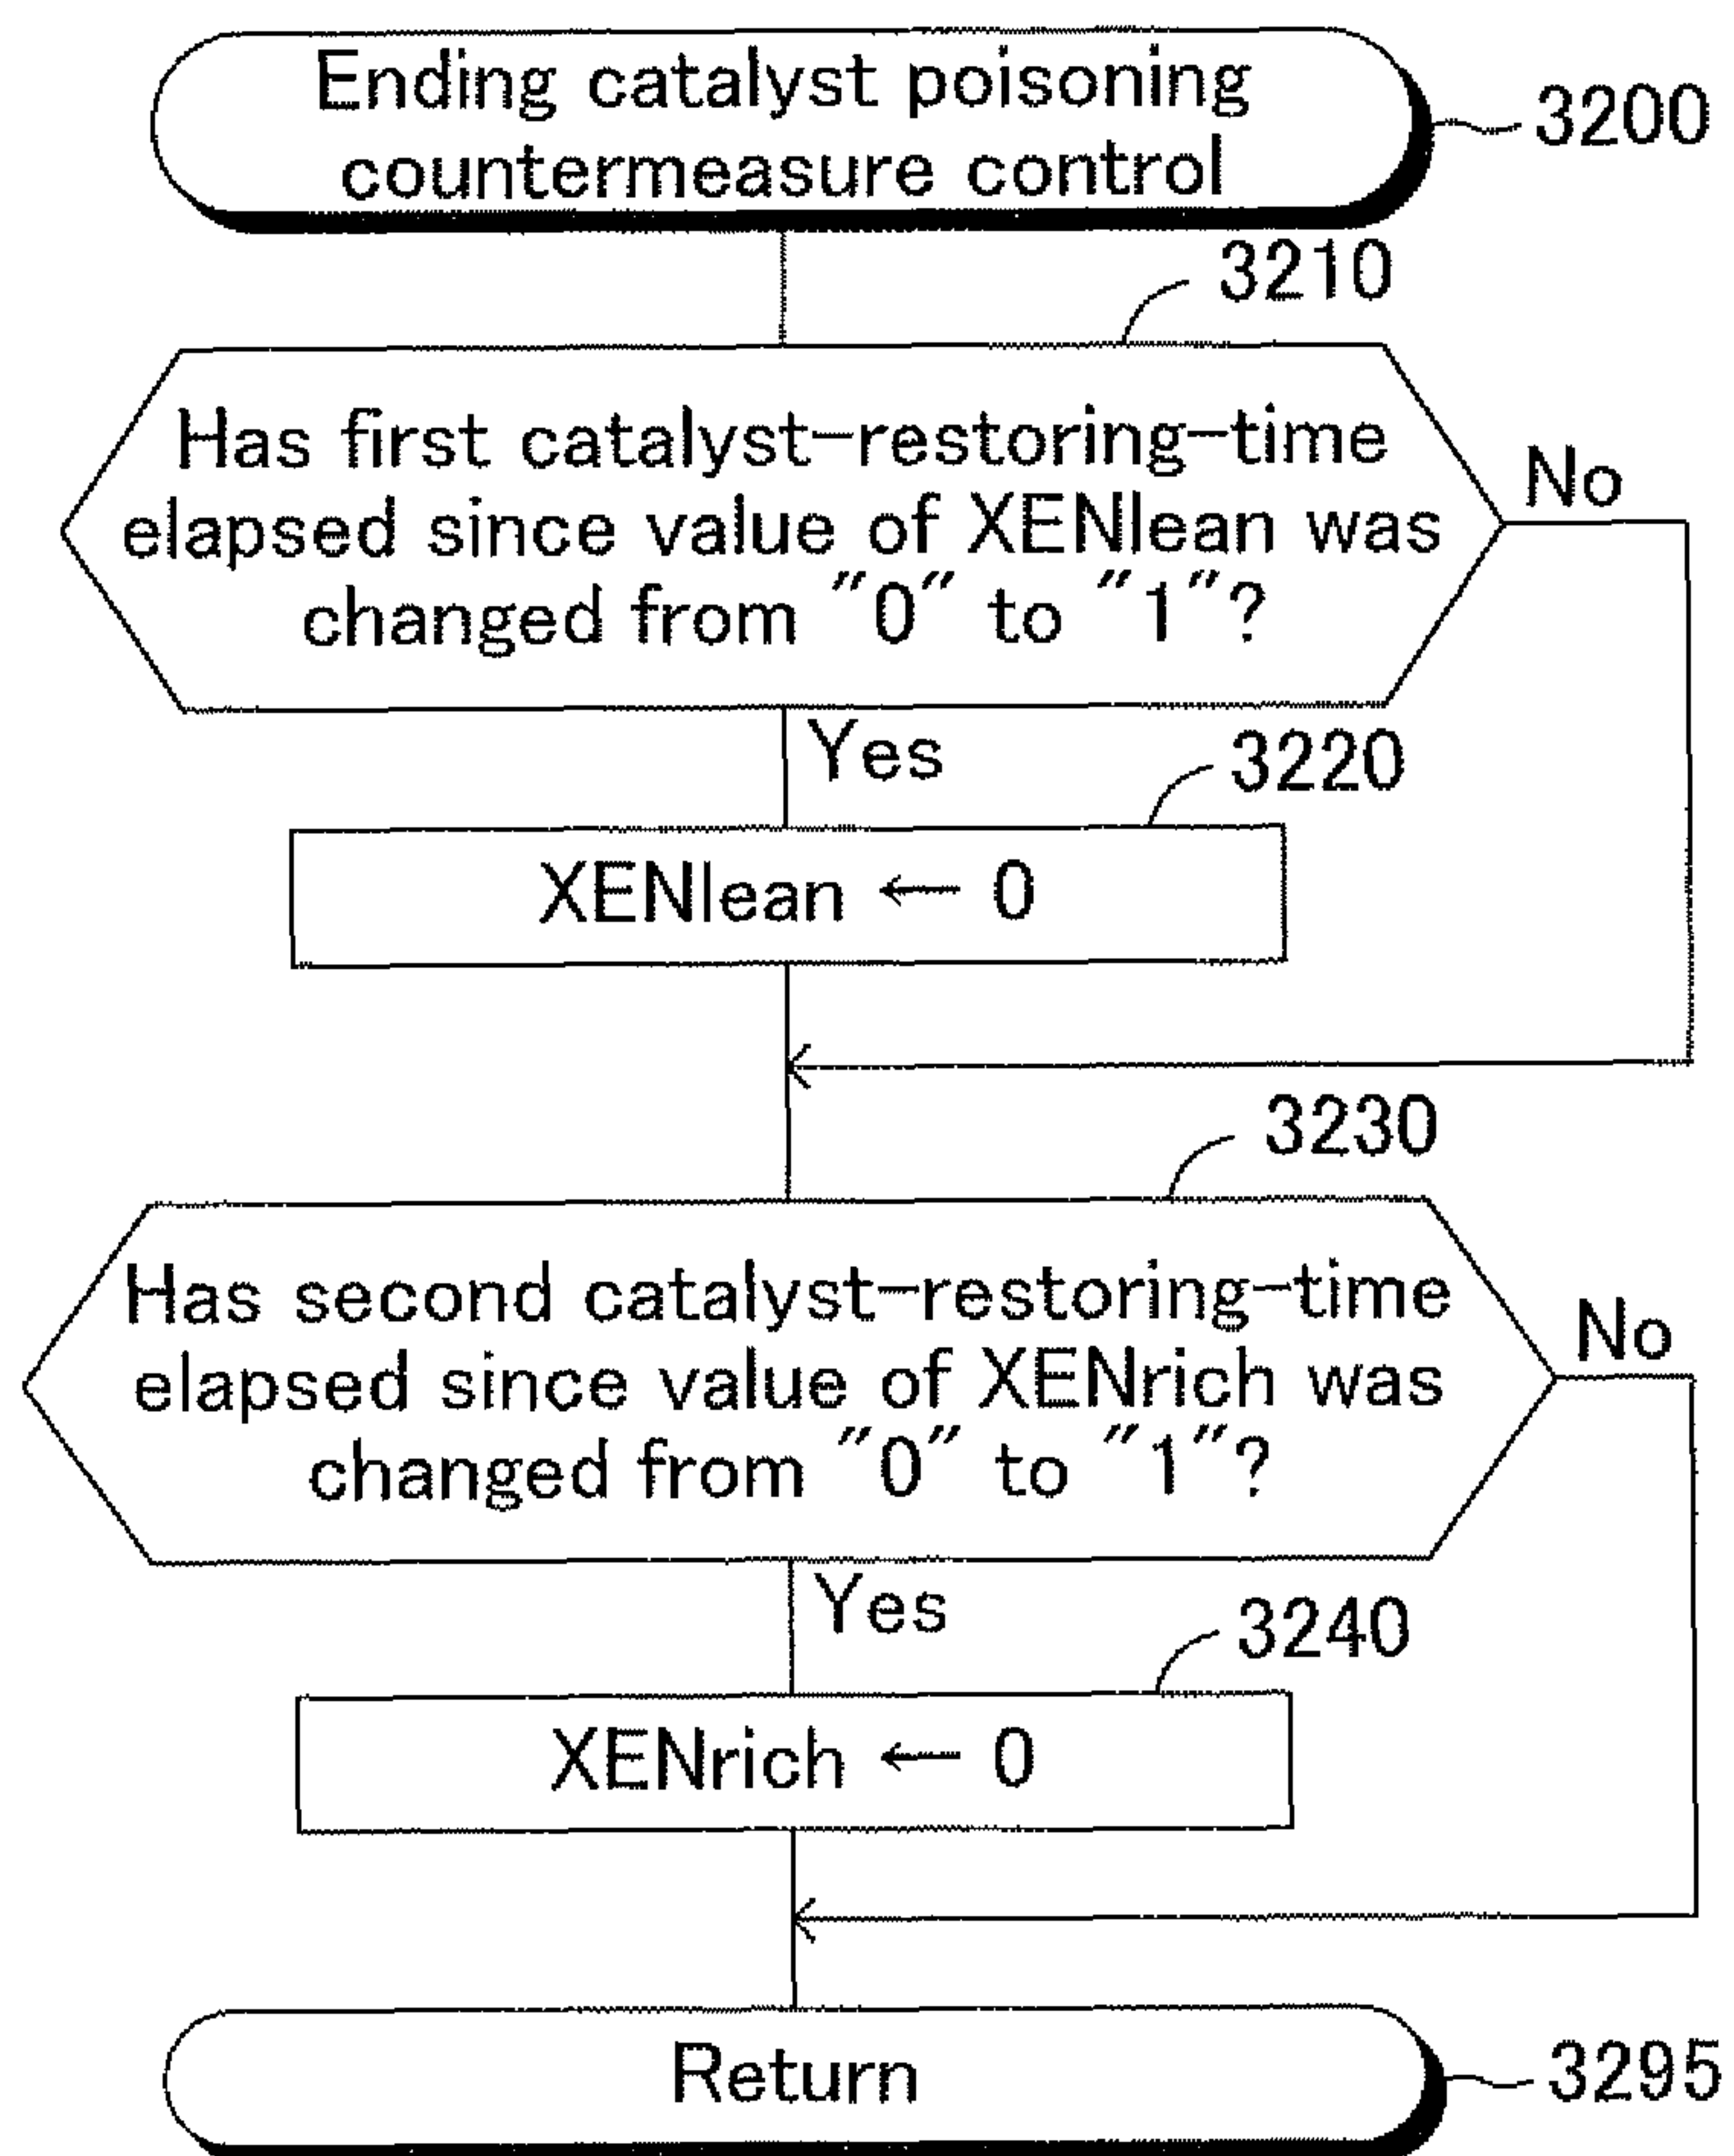 Ending catalyst poisoning
countermeasure control
3200
3210
Has first catalyst-restoring-time
elapsed since value of XENlean was
changed from "0" to "1"?
No
Yes
3220
XENlean ← 0
3230
Has second catalyst-restoring-time
elapsed since value of XENrich was
changed from "0" to "1"?
No
Yes
3240
XENrich ← 0
Return
3295